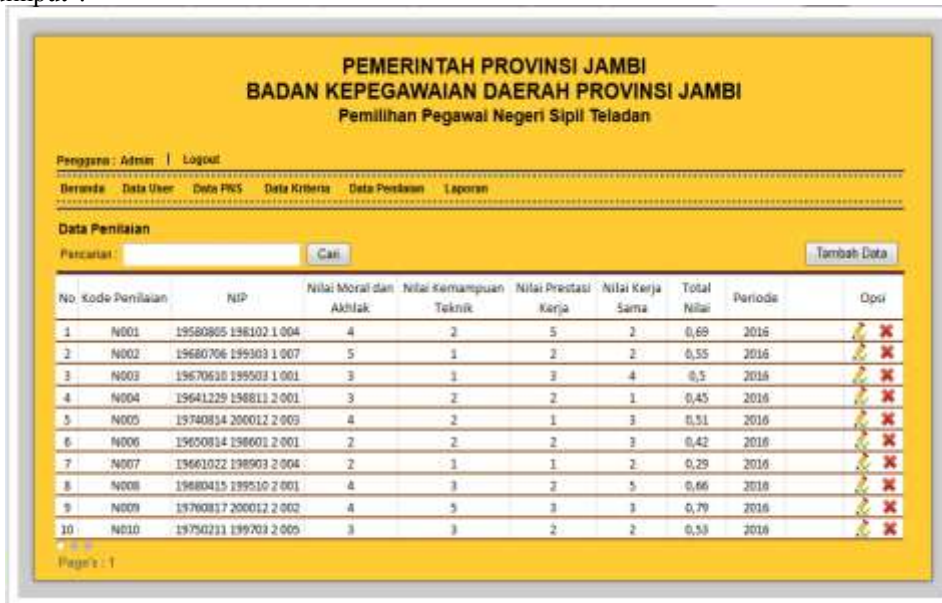 PEMERINTAH PROVINSI JAMBI
BADAN KEPEGAWAIAN DAERAH PROVINSI JAMBI
Pemilihan Pegawai Negeri Sipil Teladan
Pengguna : Admin | Logout
Beranda Data User Data PNS Data Kriteria Data Penilaian Laporan
Data Penilaian
Pencarian : Cari Tambah Data
No Kode Penilaian NIP Nilai Moral dan Akhlak Nilai Kemampuan Teknik Nilai Prestasi Kerja Nilai Kerja Sama Total Nilai Periode Opsi
1 N001 19580805 198102 1 004 4 2 5 2 0,69 2016
2 N002 19680706 199303 1 007 5 1 2 2 0,55 2016
3 N003 19670610 199503 1 001 3 1 3 4 0,5 2016
4 N004 19641229 198811 2 001 3 2 2 1 0,45 2016
5 N005 19740814 200012 2 003 4 2 1 3 0,51 2016
6 N006 19650814 198601 2 001 2 2 2 3 0,42 2016
7 N007 19661022 198903 2 004 2 1 1 2 0,29 2016
8 N008 19680415 199510 2 001 4 3 2 5 0,66 2016
9 N009 19760817 200012 2 002 4 5 3 3 0,79 2016
10 N010 19750211 199703 2 005 3 3 2 2 0,53 2016
Page's : 1